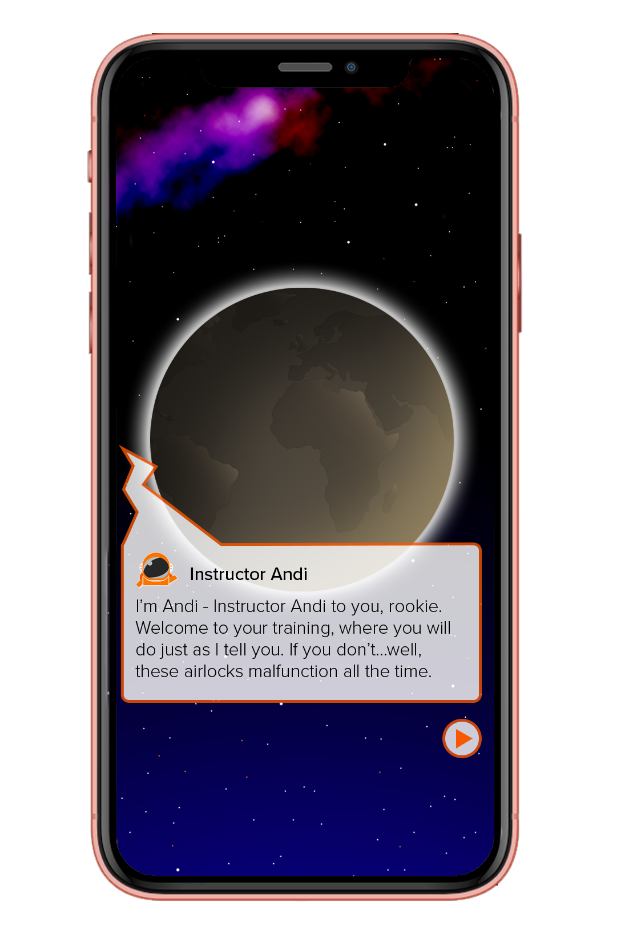 Instructor Andi
I'm Andi - Instructor Andi to you, rookie.
Welcome to your training, where you will
do just as I tell you. If you don't...well,
these airlocks malfunction all the time.